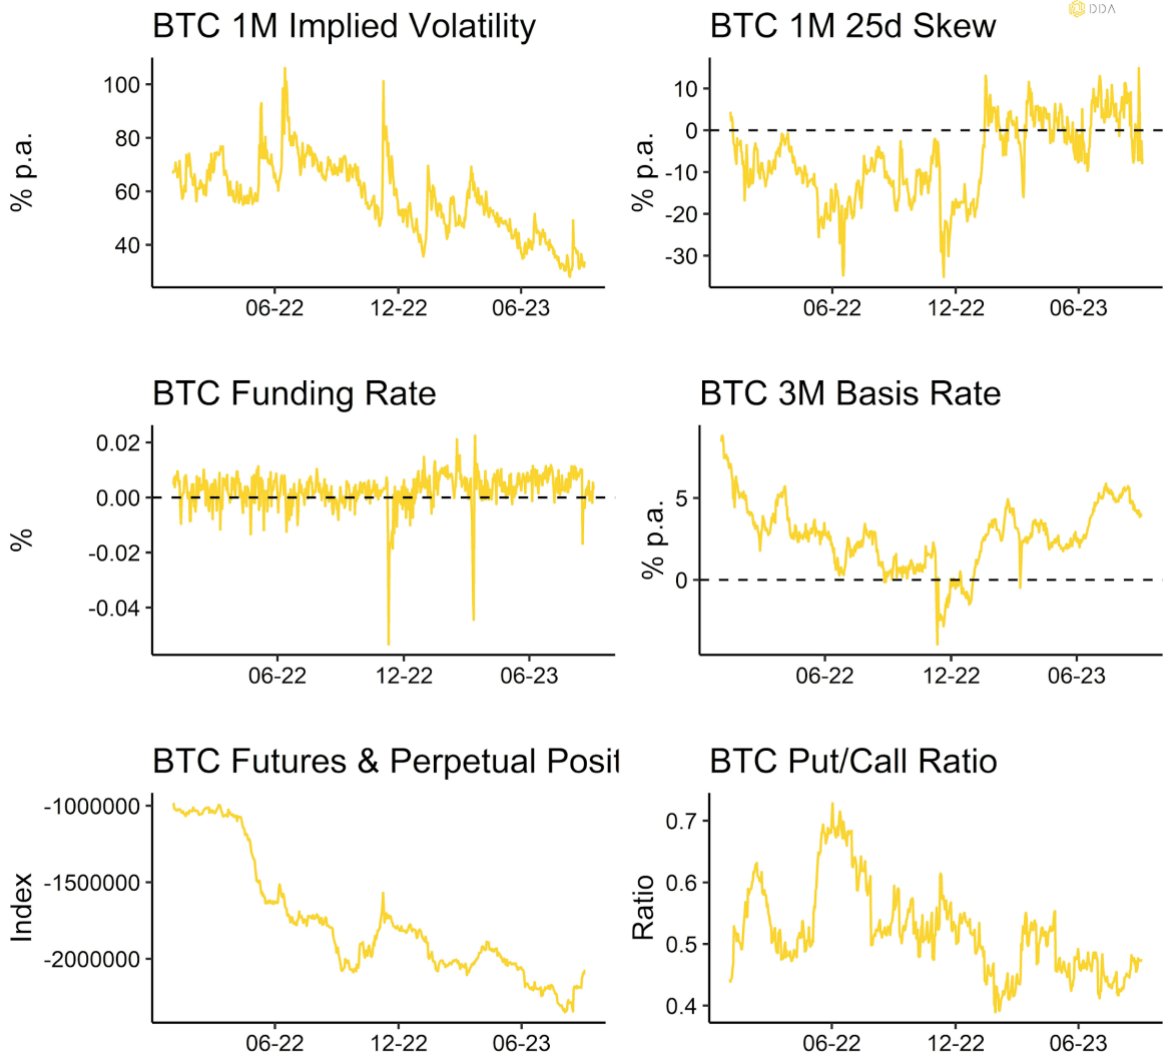 DDA
BTC 1M Implied Volatility
% p.a.
100
80
60
40
06-22 12-22 06-23
BTC 1M 25d Skew
% p.a.
10
0
-10
-20
-30
06-22 12-22 06-23
BTC Funding Rate
%
0.02
0.00
-0.02
-0.04
06-22 12-22 06-23
BTC 3M Basis Rate
% p.a.
5
0
06-22 12-22 06-23
BTC Futures & Perpetual Posit
Index
-1000000
-1500000
-2000000
06-22 12-22 06-23
BTC Put/Call Ratio
Ratio
0.7
0.6
0.5
0.4
06-22 12-22 06-23